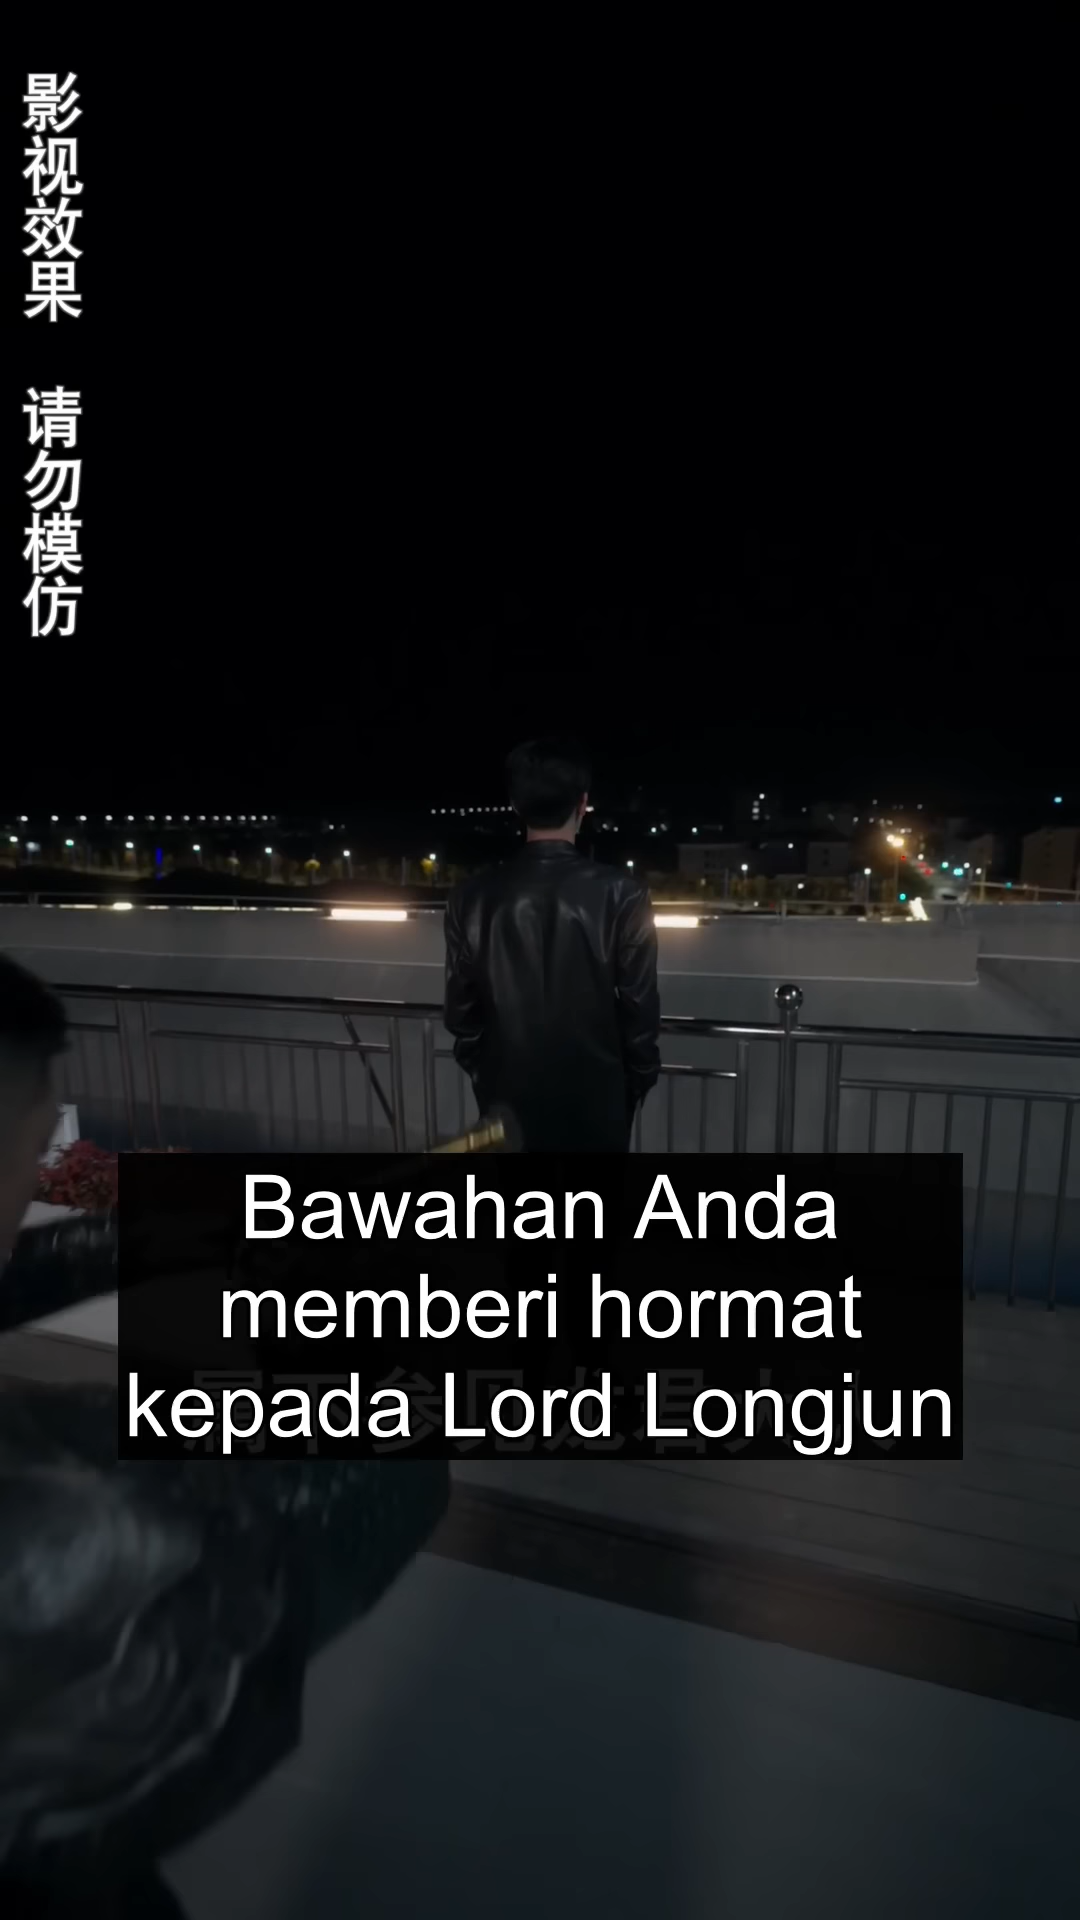 影视效果 请勿模仿
Bawahan Anda
memberi hormat
kepada Lord Longjun